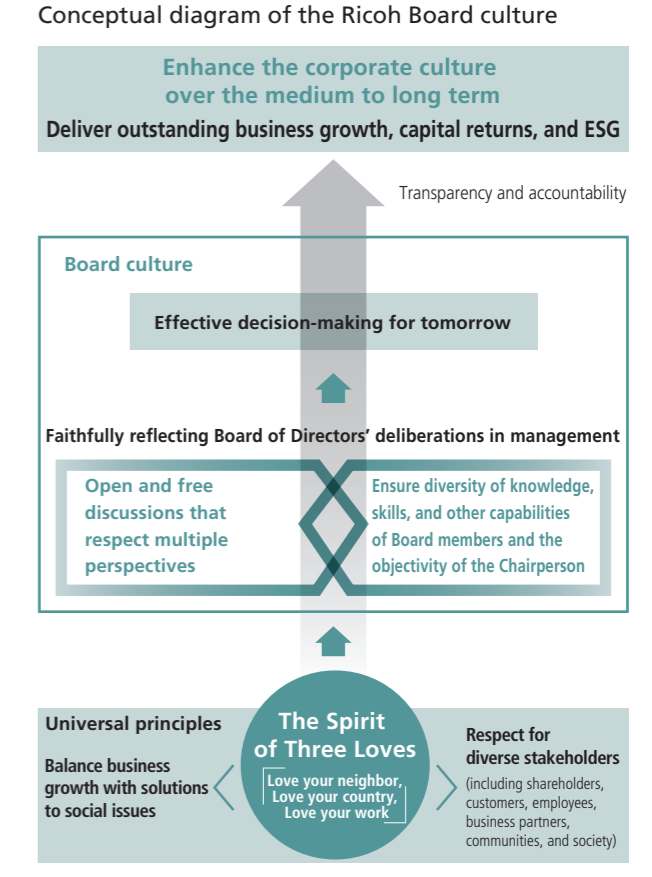 Conceptual diagram of the Ricoh Board culture
Enhance the corporate culture
over the medium to long term
Deliver outstanding business growth, capital returns, and ESG
Transparency and accountability
Board culture
Effective decision-making for tomorrow
Faithfully reflecting Board of Directors’ deliberations in management
Open and free
discussions that
respect multiple
perspectives
Ensure diversity of knowledge,
skills, and other capabilities
of Board members and the
objectivity of the Chairperson
Universal principles
Balance business
growth with solutions
to social issues
The Spirit
of Three Loves
Love your neighbor,
Love your country,
Love your work
Respect for
diverse stakeholders
(including shareholders,
customers, employees,
business partners,
communities, and society)